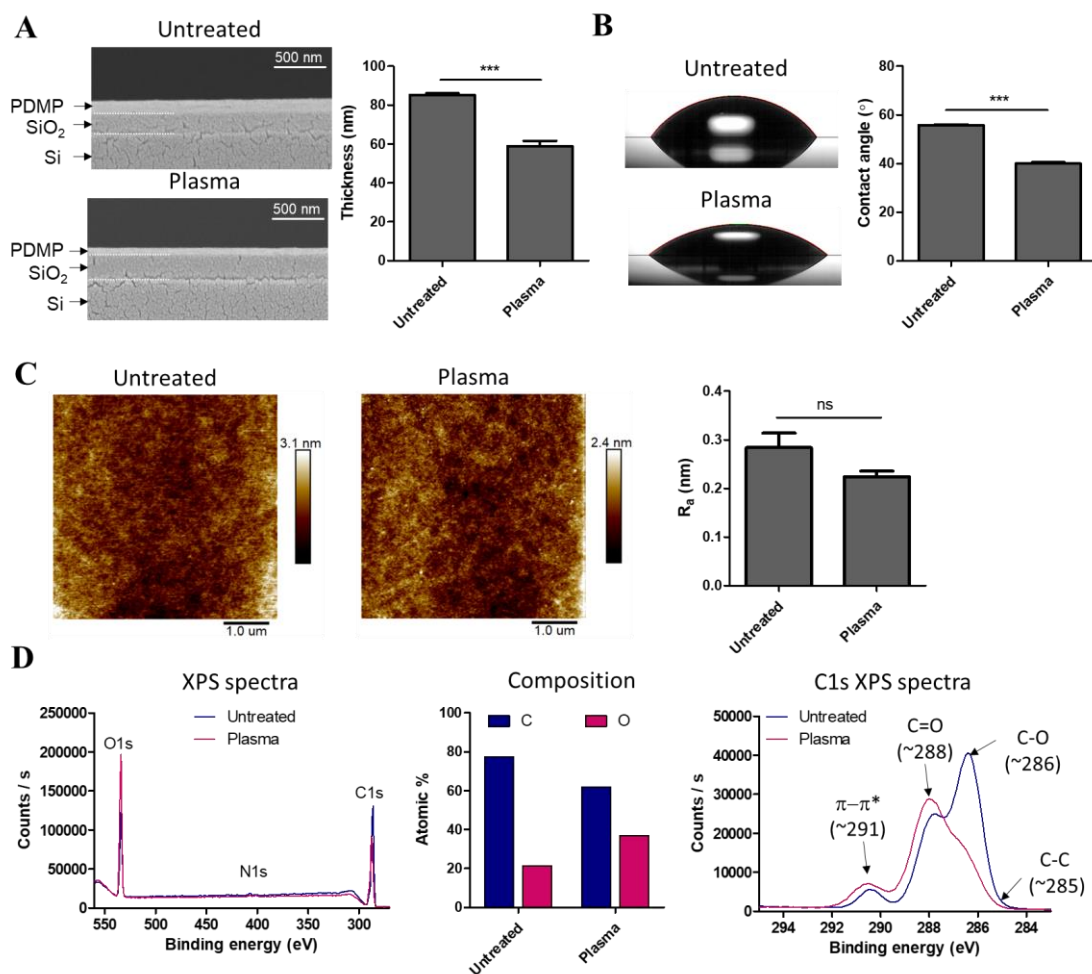 A
Untreated
500 nm
PDMP
SiO2
Si
Plasma
500 nm
PDMP
SiO2
Si
Thickness (nm)
100
80
60
40
20
0
***
Untreated
Plasma
B
Untreated
Plasma
Contact angle (°)
80
60
40
20
0
***
Untreated
Plasma
C
Untreated
3.1 nm
1.0 um
Plasma
2.4 nm
1.0 um
Ra (nm)
0.4
0.3
0.2
0.1
0.0
ns
Untreated
Plasma
D
XPS spectra
Untreated
Plasma
O1s
N1s
C1s
Counts / s
250000
200000
150000
100000
50000
0
550 500 450 400 350 300
Binding energy (eV)
Composition
C O
Atomic %
100
80
60
40
20
0
Untreated
Plasma
C1s XPS spectra
Untreated
Plasma
C=O
(~288)
C-O
(~286)
π–π*
(~291)
C-C
(~285)
Counts / s
50000
40000
30000
20000
10000
0
294 292 290 288 286 284
Binding energy (eV)